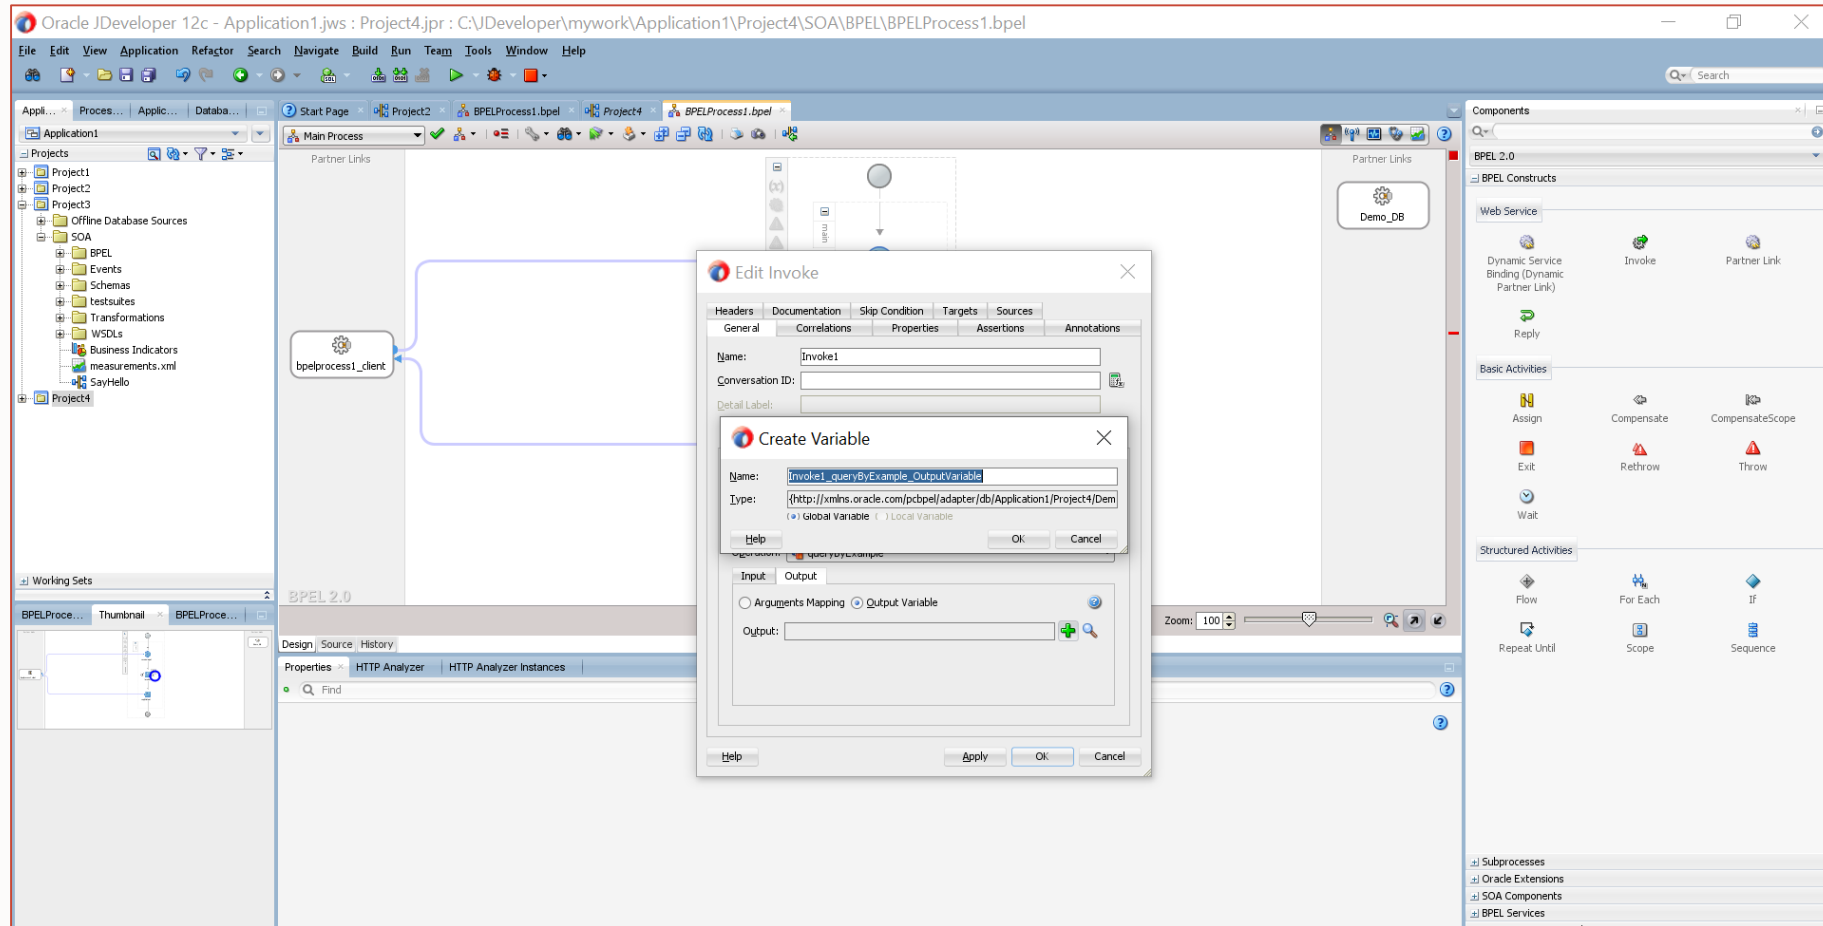 Oracle JDeveloper 12c - Application1.jws : Project4.jpr : C:\JDeveloper\mywork\Application1\Project4\SOA\BPEL\BPELProcess1.bpel
File Edit View Application Refactor Search Navigate Build Run Team Tools Window Help
Search
Appli... Proces... Applic... Databa...
Start Page Project2 BPELProcess1.bpel Project4 BPELProcess1.bpel
Components
Application1
Main Process
Projects
BPEL 2.0
Partner Links
Partner Links
Project1
Project2
Project3
Offline Database Sources
SOA
BPEL
Events
Schemas
testsuites
Transformations
WSDLs
Business Indicators
measurements.xml
SayHello
Project4
main
Demo_DB
bpelprocess1_client
BPEL Constructs
Web Service
Dynamic Service Binding (Dynamic Partner Link)
Invoke
Partner Link
Reply
Basic Activities
Assign
Compensate
CompensateScope
Exit
Rethrow
Throw
Wait
Structured Activities
Flow
For Each
If
Repeat Until
Scope
Sequence
Subprocesses
Oracle Extensions
SOA Components
BPEL Services
Edit Invoke
Headers Documentation Skip Condition Targets Sources
General Correlations Properties Assertions Annotations
Name: Invoke1
Conversation ID:
Detail Label:
Create Variable
Name: Invoke1_queryByExample_OutputVariable
Type: {http://xmlns.oracle.com/pcbpel/adapter/db/Application1/Project4/Dem
Global Variable Local Variable
Help OK Cancel
Operation: queryByExample
Input Output
Arguments Mapping Output Variable
Output:
Help Apply OK Cancel
Working Sets
BPEL 2.0
Zoom: 100
BPELProce... Thumbnail BPELProce...
Design Source History
Properties HTTP Analyzer HTTP Analyzer Instances
Find